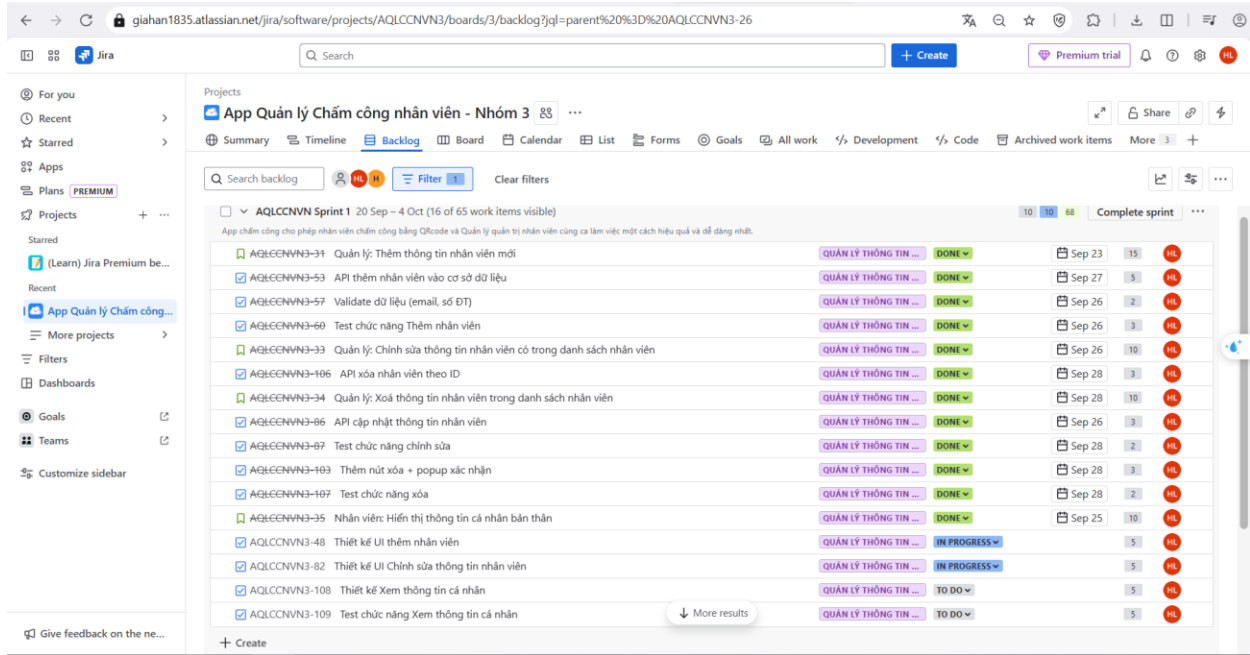 giahan1835.atlassian.net/jira/software/projects/AQLCCNVN3/boards/3/backlog?jql=parent%20%3D%20AQLCCNVN3-26
Jira
Search
+ Create
Premium trial
HL
For you
Recent
Starred
Apps
Plans PREMIUM
Projects
Starred
(Learn) Jira Premium be...
Recent
App Quản lý Chấm công...
More projects
Filters
Dashboards
Goals
Teams
Customize sidebar
Give feedback on the ne...
Projects
App Quản lý Chấm công nhân viên - Nhóm 3
Share
Summary Timeline Backlog Board Calendar List Forms Goals All work Development Code Archived work items More 3
Search backlog HL H Filter 1 Clear filters
AQLCCNVN Sprint 1 20 Sep – 4 Oct (16 of 65 work items visible) 10 10 68 Complete sprint
App chấm công cho phép nhân viên chấm công bằng QRcode và Quản lý quản trị nhân viên cùng ca làm việc một cách hiệu quả và dễ dàng nhất.
AQLCCNVN3-31 Quản lý: Thêm thông tin nhân viên mới QUẢN LÝ THÔNG TIN ... DONE Sep 23 15 HL
AQLCCNVN3-53 API thêm nhân viên vào cơ sở dữ liệu QUẢN LÝ THÔNG TIN ... DONE Sep 27 5 HL
AQLCCNVN3-57 Validate dữ liệu (email, số ĐT) QUẢN LÝ THÔNG TIN ... DONE Sep 26 2 HL
AQLCCNVN3-60 Test chức năng Thêm nhân viên QUẢN LÝ THÔNG TIN ... DONE Sep 26 3 HL
AQLCCNVN3-33 Quản lý: Chỉnh sửa thông tin nhân viên có trong danh sách nhân viên QUẢN LÝ THÔNG TIN ... DONE Sep 26 10 HL
AQLCCNVN3-106 API xóa nhân viên theo ID QUẢN LÝ THÔNG TIN ... DONE Sep 28 3 HL
AQLCCNVN3-34 Quản lý: Xoá thông tin nhân viên trong danh sách nhân viên QUẢN LÝ THÔNG TIN ... DONE Sep 28 10 HL
AQLCCNVN3-86 API cập nhật thông tin nhân viên QUẢN LÝ THÔNG TIN ... DONE Sep 26 3 HL
AQLCCNVN3-87 Test chức năng chỉnh sửa QUẢN LÝ THÔNG TIN ... DONE Sep 28 2 HL
AQLCCNVN3-103 Thêm nút xóa + popup xác nhận QUẢN LÝ THÔNG TIN ... DONE Sep 28 3 HL
AQLCCNVN3-107 Test chức năng xóa QUẢN LÝ THÔNG TIN ... DONE Sep 28 2 HL
AQLCCNVN3-35 Nhân viên: Hiển thị thông tin cá nhân bản thân QUẢN LÝ THÔNG TIN ... DONE Sep 25 10 HL
AQLCCNVN3-48 Thiết kế UI thêm nhân viên QUẢN LÝ THÔNG TIN ... IN PROGRESS 5 HL
AQLCCNVN3-82 Thiết kế UI Chỉnh sửa thông tin nhân viên QUẢN LÝ THÔNG TIN ... IN PROGRESS 5 HL
AQLCCNVN3-108 Thiết kế Xem thông tin cá nhân QUẢN LÝ THÔNG TIN ... TO DO 5 HL
AQLCCNVN3-109 Test chức năng Xem thông tin cá nhân QUẢN LÝ THÔNG TIN ... TO DO 5 HL
More results
+ Create